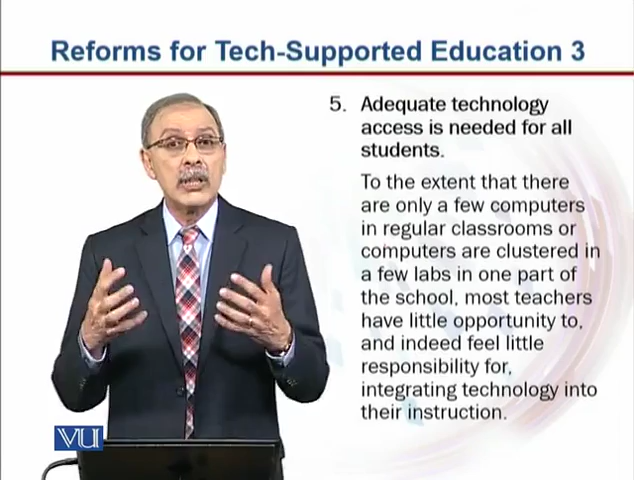 Reforms for Tech-Supported Education 3
5. Adequate technology
access is needed for all
students.
To the extent that there
are only a few computers
in regular classrooms or
computers are clustered in
a few labs in one part of
the school, most teachers
have little opportunity to,
and indeed feel little
responsibility for,
integrating technology into
their instruction.
VU